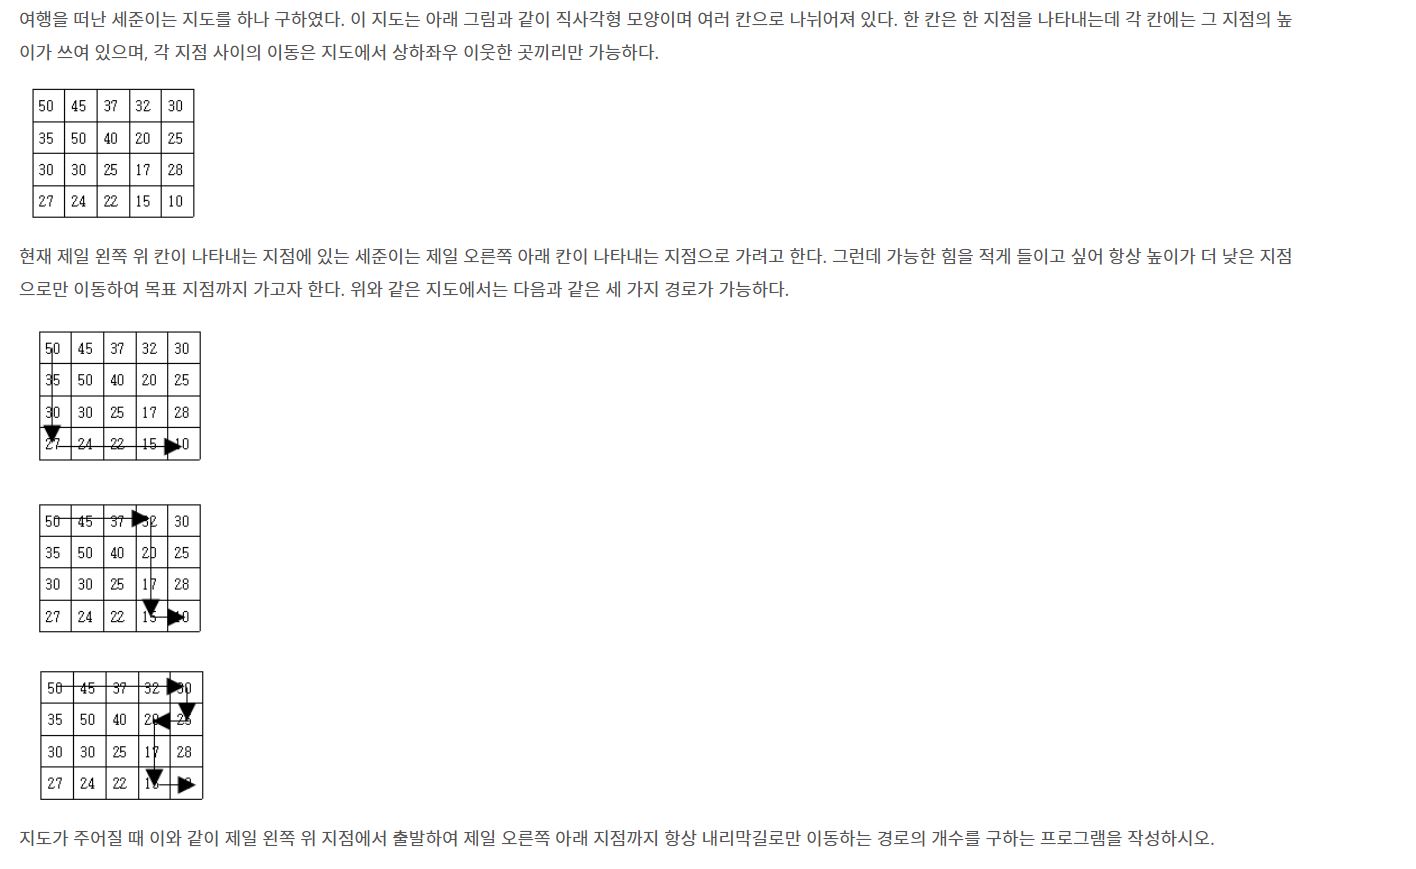 여행을 떠난 세준이는 지도를 하나 구하였다. 이 지도는 아래 그림과 같이 직사각형 모양이며 여러 칸으로 나뉘어져 있다. 한 칸은 한 지점을 나타내는데 각 칸에는 그 지점의 높
이가 쓰여 있으며, 각 지점 사이의 이동은 지도에서 상하좌우 이웃한 곳끼리만 가능하다.
50 45 37 32 30
35 50 40 20 25
30 30 25 17 28
27 24 22 15 10
현재 제일 왼쪽 위 칸이 나타내는 지점에 있는 세준이는 제일 오른쪽 아래 칸이 나타내는 지점으로 가려고 한다. 그런데 가능한 힘을 적게 들이고 싶어 항상 높이가 더 낮은 지점
으로만 이동하여 목표 지점까지 가고자 한다. 위와 같은 지도에서는 다음과 같은 세 가지 경로가 가능하다.
50 45 37 32 30
35 50 40 20 25
30 30 25 17 28
27 24 22 15 10
50 45 37 32 30
35 50 40 20 25
30 30 25 17 28
27 24 22 15 10
50 45 37 32 30
35 50 40 20 25
30 30 25 17 28
27 24 22 15 10
지도가 주어질 때 이와 같이 제일 왼쪽 위 지점에서 출발하여 제일 오른쪽 아래 지점까지 항상 내리막길로만 이동하는 경로의 개수를 구하는 프로그램을 작성하시오.